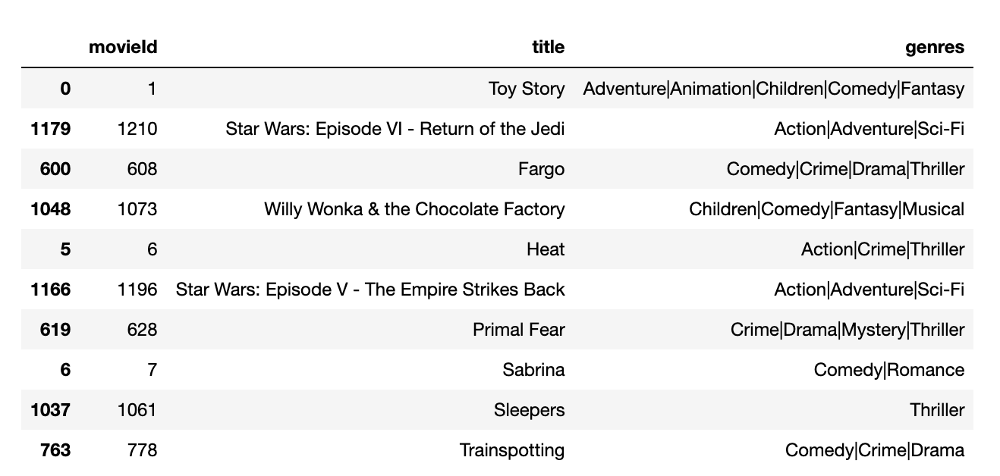 movieId title genres
0 1 Toy Story Adventure|Animation|Children|Comedy|Fantasy
1179 1210 Star Wars: Episode VI - Return of the Jedi Action|Adventure|Sci-Fi
600 608 Fargo Comedy|Crime|Drama|Thriller
1048 1073 Willy Wonka & the Chocolate Factory Children|Comedy|Fantasy|Musical
5 6 Heat Action|Crime|Thriller
1166 1196 Star Wars: Episode V - The Empire Strikes Back Action|Adventure|Sci-Fi
619 628 Primal Fear Crime|Drama|Mystery|Thriller
6 7 Sabrina Comedy|Romance
1037 1061 Sleepers Thriller
763 778 Trainspotting Comedy|Crime|Drama